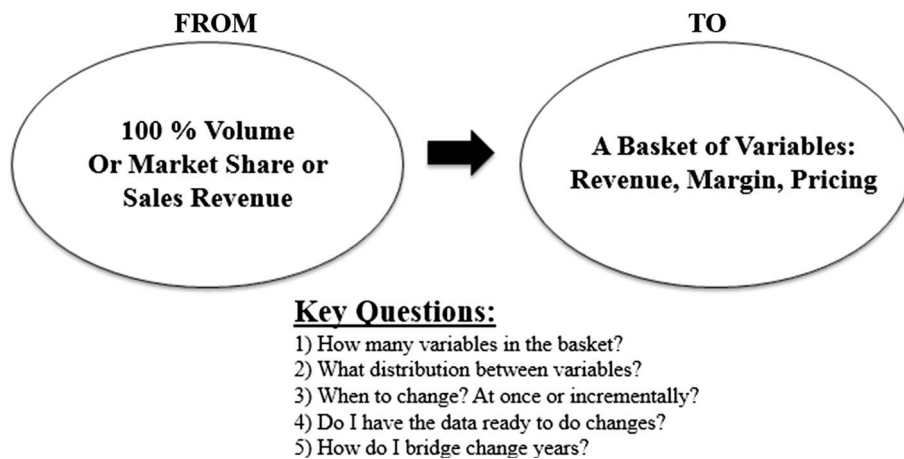 FROM
TO
100 % Volume
Or Market Share or
Sales Revenue
A Basket of Variables:
Revenue, Margin, Pricing
Key Questions:
1) How many variables in the basket?
2) What distribution between variables?
3) When to change? At once or incrementally?
4) Do I have the data ready to do changes?
5) How do I bridge change years?